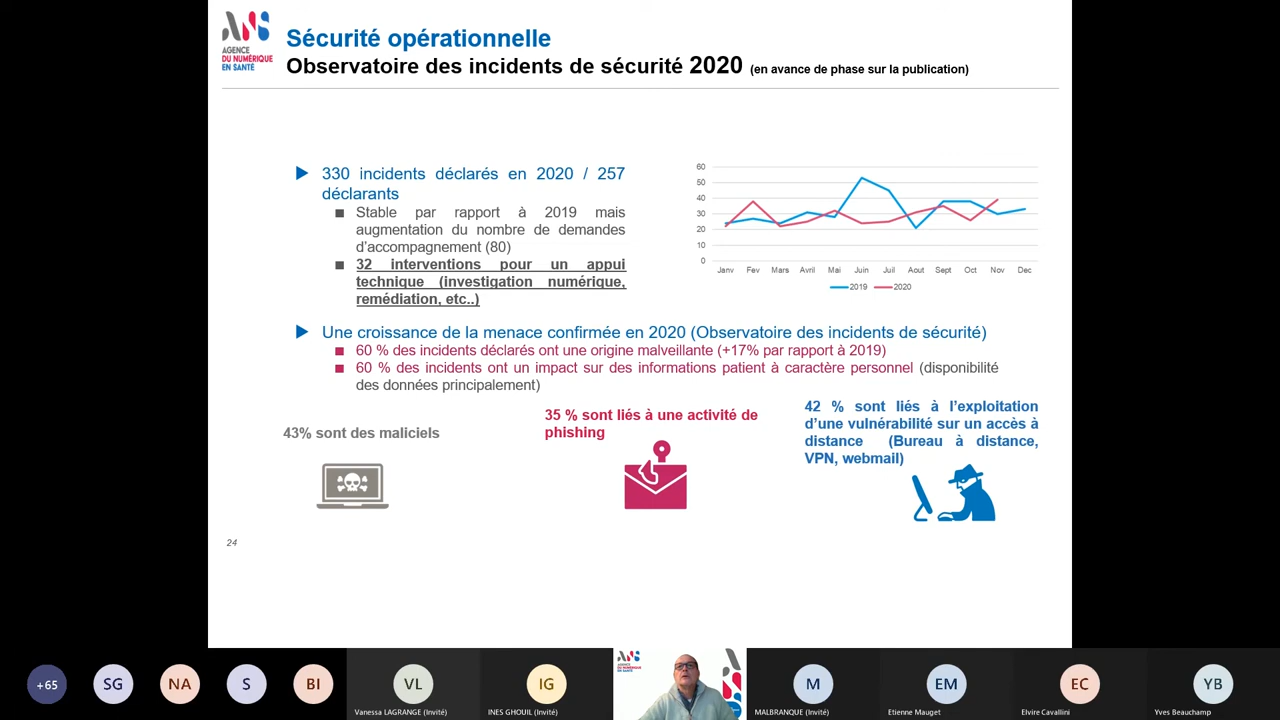 ANS
AGENCE
DU NUMÉRIQUE
EN SANTÉ
Sécurité opérationnelle
Observatoire des incidents de sécurité 2020 (en avance de phase sur la publication)
330 incidents déclarés en 2020 / 257
déclarants
Stable par rapport à 2019 mais
augmentation du nombre de demandes
d'accompagnement (80)
32 interventions pour un appui
technique (investigation numérique,
remédiation, etc..)
60
50
40
30
20
10
0
Janv Fev Mars Avril Mai Juin Juil Aout Sept Oct Nov Dec
2019 2020
Une croissance de la menace confirmée en 2020 (Observatoire des incidents de sécurité)
60 % des incidents déclarés ont une origine malveillante (+17% par rapport à 2019)
60 % des incidents ont un impact sur des informations patient à caractère personnel (disponibilité
des données principalement)
43% sont des maliciels
35 % sont liés à une activité de
phishing
42 % sont liés à l'exploitation
d'une vulnérabilité sur un accès à
distance (Bureau à distance,
VPN, webmail)
24
+65
SG
NA
S
BI
VL
Vanessa LAGRANGE (Invité)
IG
INES GHOUIL (Invité)
ANS
AGENCE
DU NUMÉRIQUE
EN SANTÉ
M
MALBRANQUE (Invité)
EM
Etienne Mauget
EC
Elvire Cavallini
YB
Yves Beauchamp